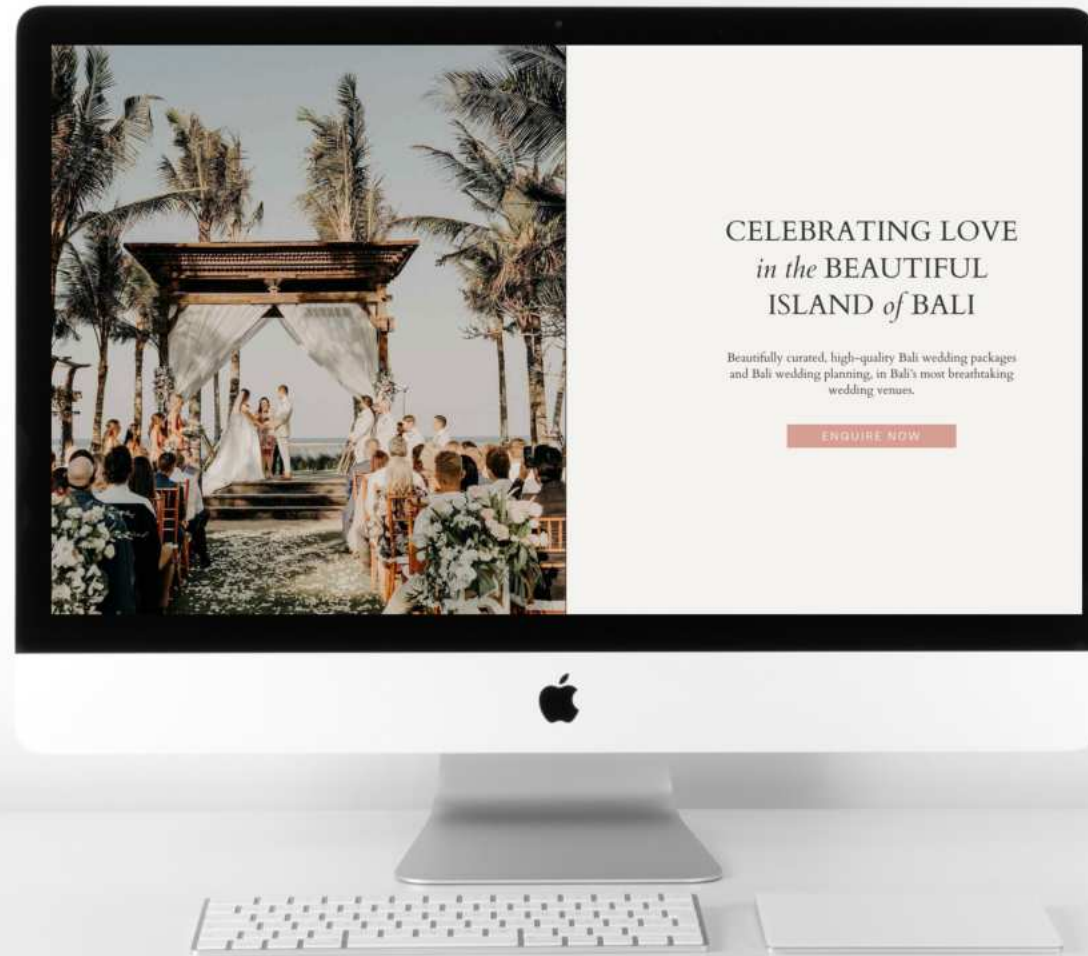 CELEBRATING LOVE
in the BEAUTIFUL
ISLAND of BALI
Beautifully curated, high-quality Bali wedding packages
and Bali wedding planning, in Bali's most breathtaking
wedding venues.
ENQUIRE NOW